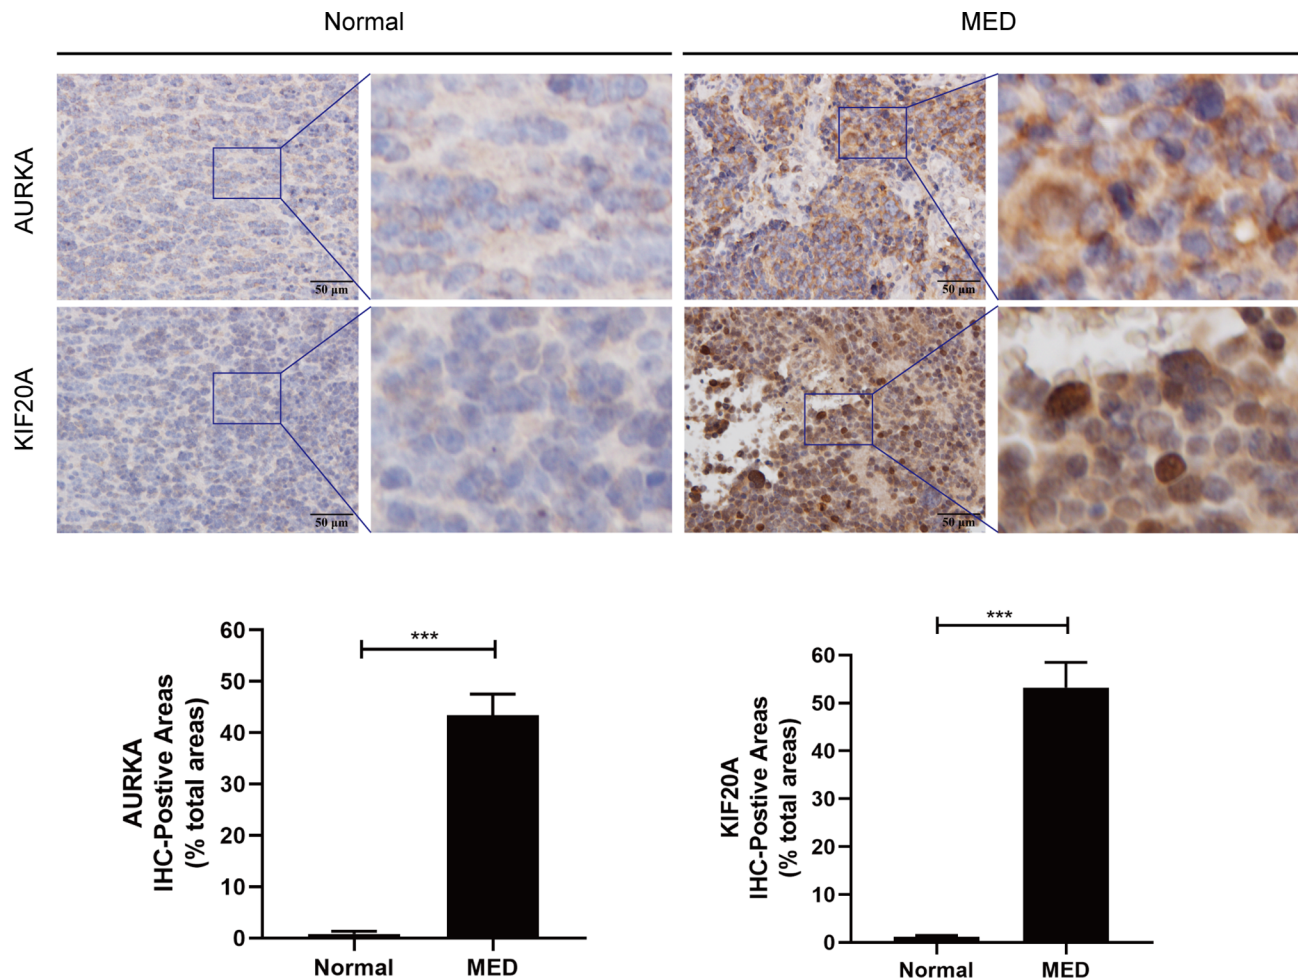 Normal
MED
AURKA
50 μm
50 μm
KIF20A
50 μm
50 μm
AURKA
IHC-Postive Areas
(% total areas)
60
50
40
30
20
10
0
***
Normal
MED
KIF20A
IHC-Postive Areas
(% total areas)
60
50
40
30
20
10
0
***
Normal
MED